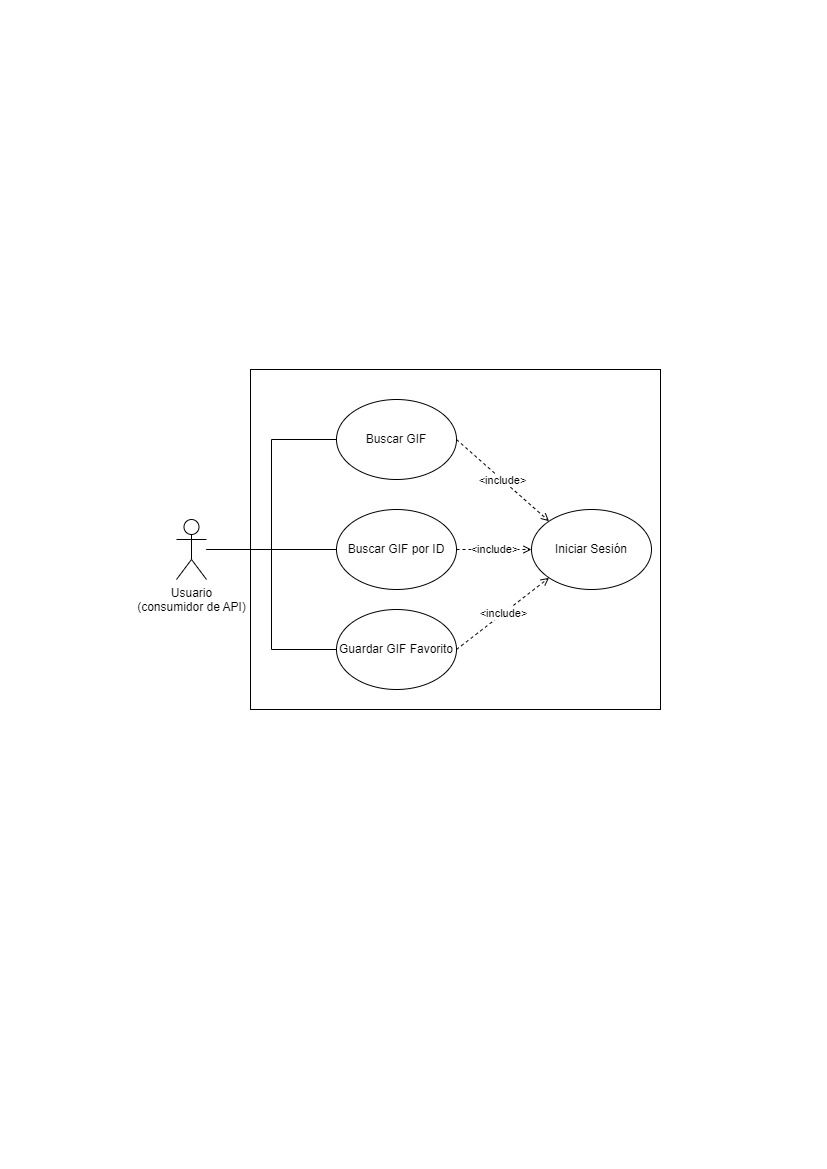 Buscar GIF
<include>
Buscar GIF por ID
<include>
Iniciar Sesión
Usuario
(consumidor de API)
<include>
Guardar GIF Favorito